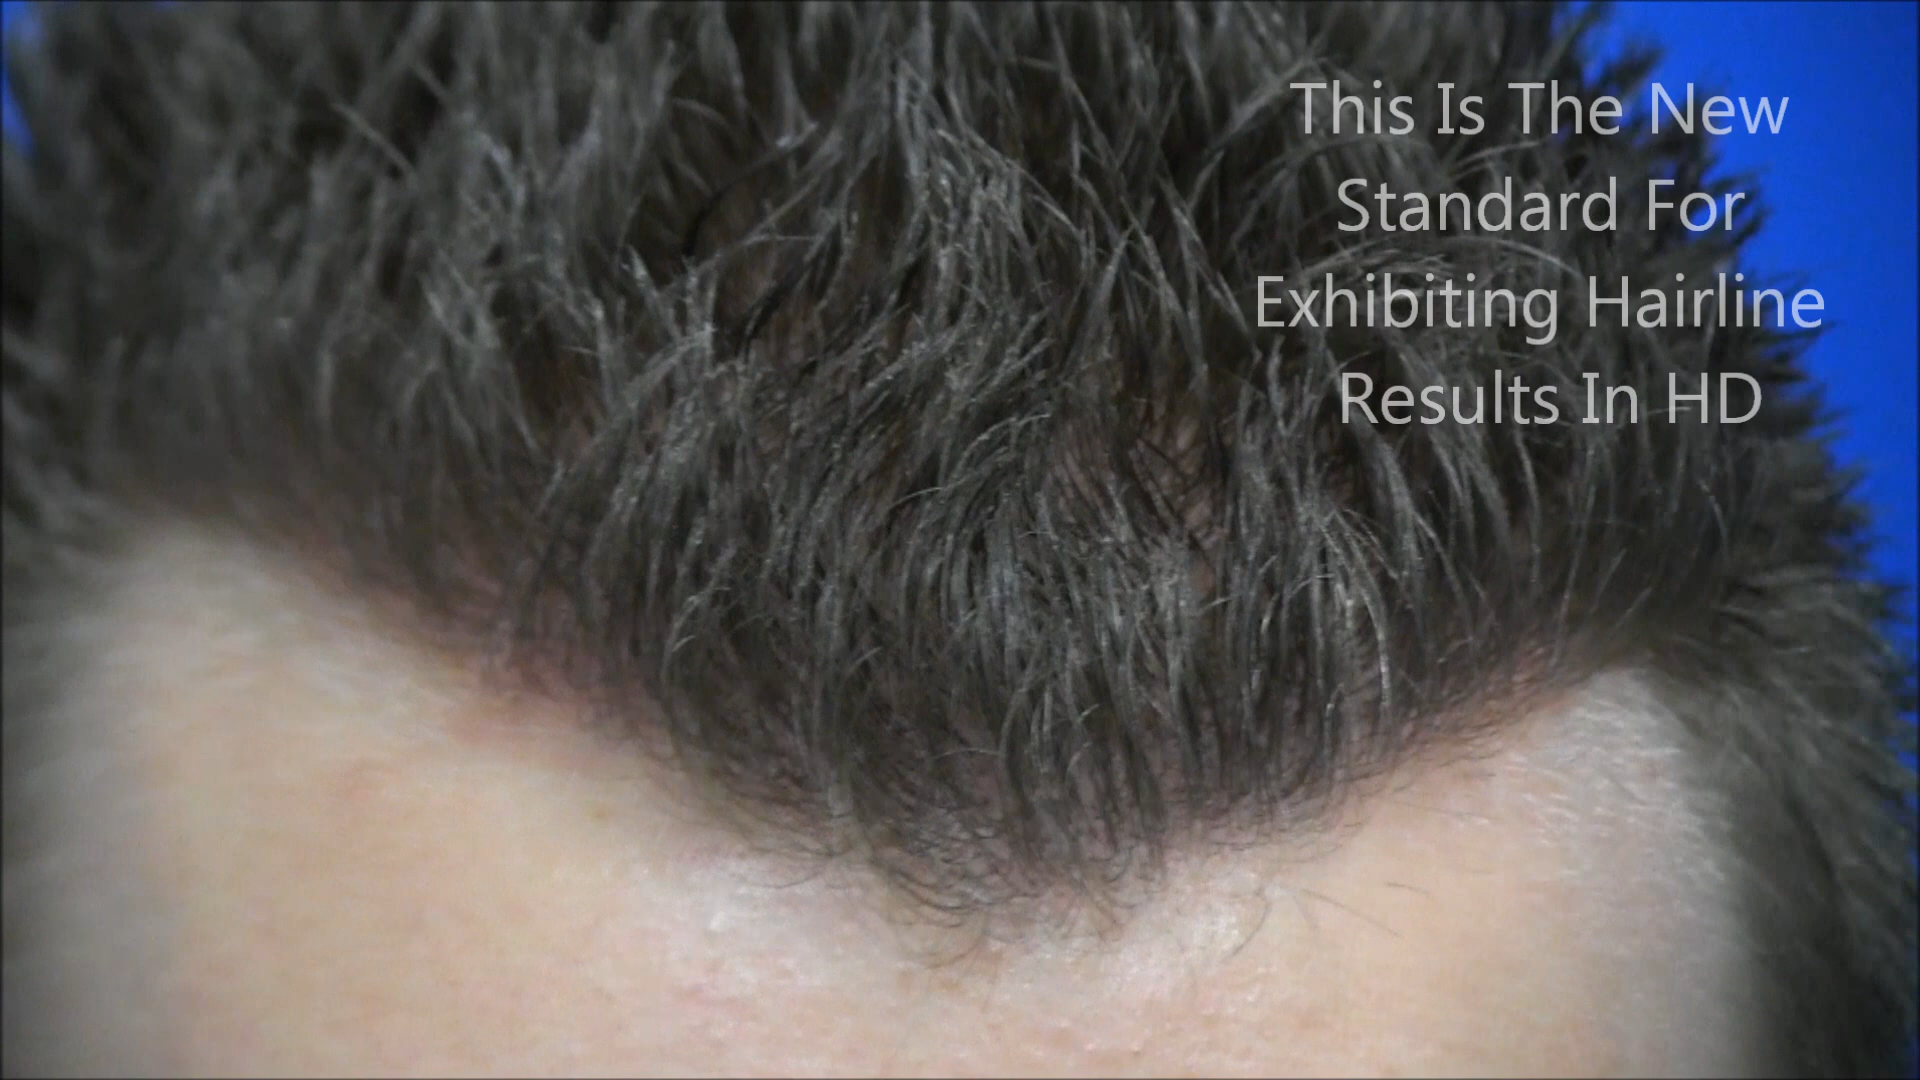 This Is The New
Standard For
Exhibiting Hairline
Results In HD